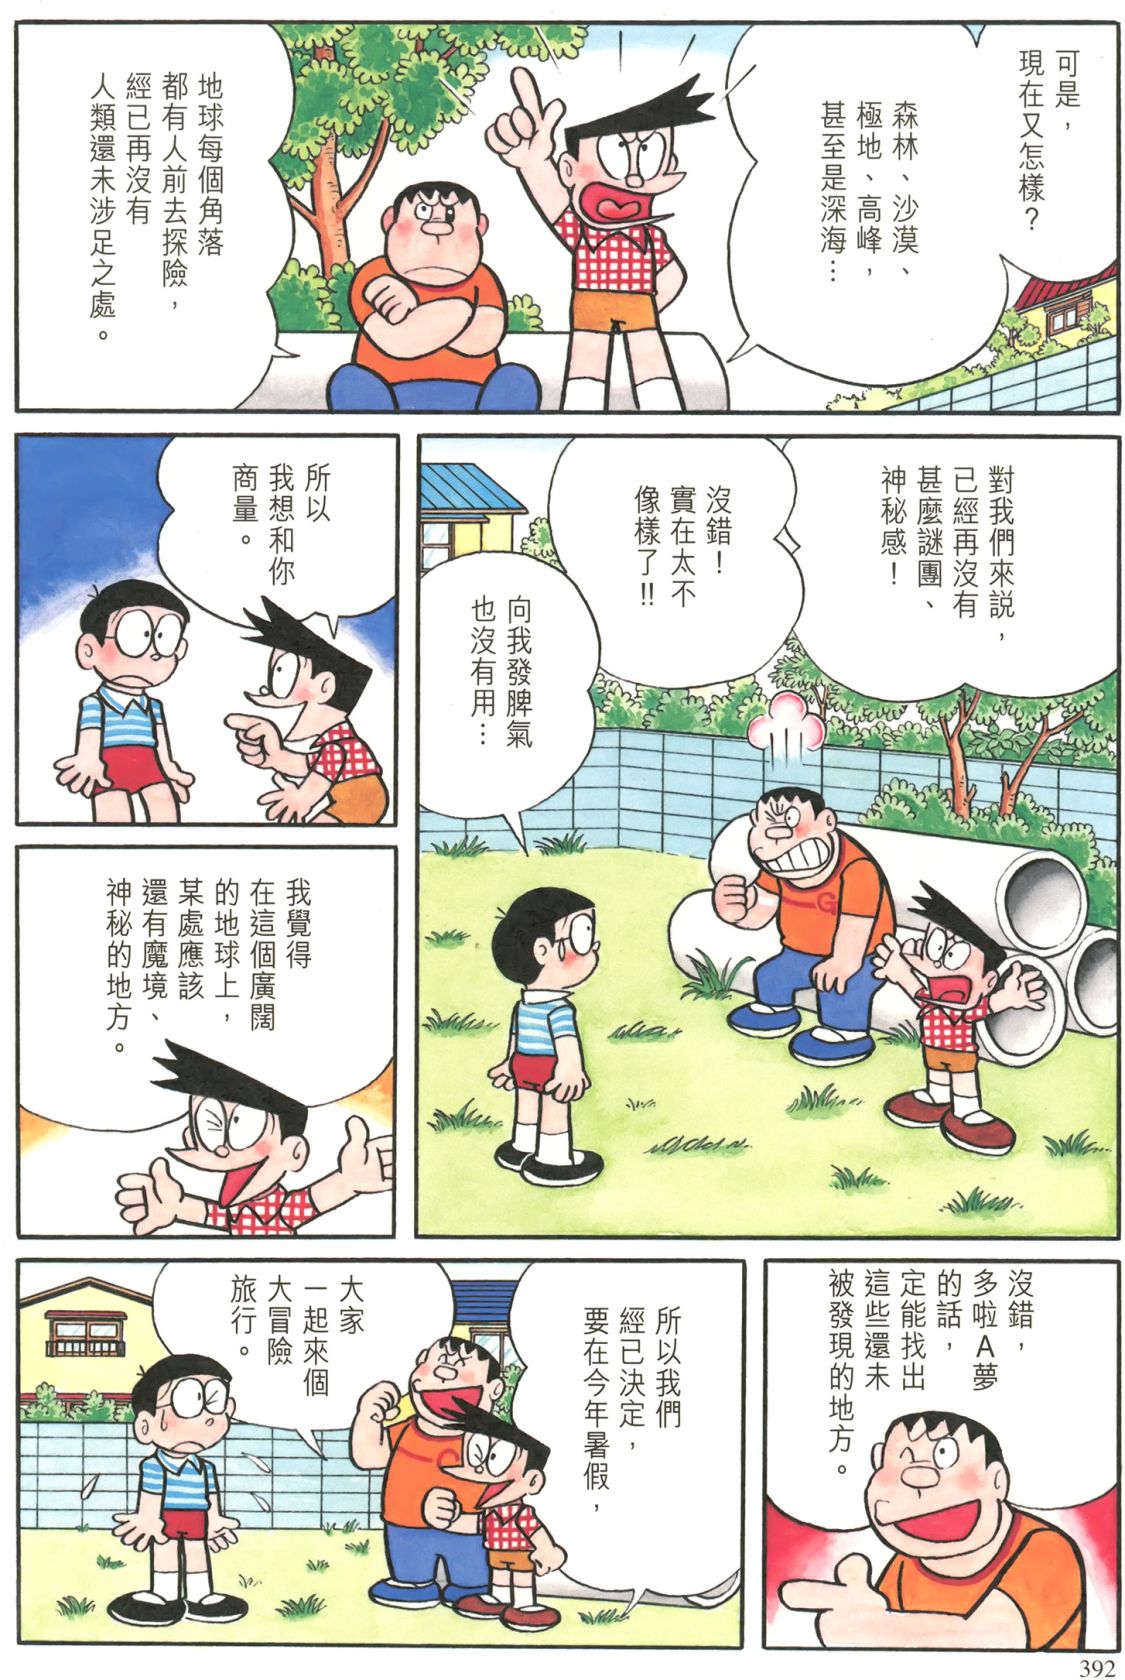 可是，
現在又怎樣？
森林、沙漠、
極地、高峰，
甚至是深海…
地球每個角落
都有人前去探險，
經已再沒有
人類還未涉足之處。
對我們來説，
已經再沒有
甚麼謎團、
神秘感！
沒錯！
實在太不
像樣了!!
向我發脾氣
也沒有用…
G
所以
我想和你
商量。
我覺得
在這個廣闊
的地球上，
某處應該
還有魔境、
神秘的地方。
沒錯，
多啦A夢
的話，
定能找出
這些還未
被發現的地方。
所以我們
經已決定，
要在今年暑假，
大家
一起來個
大冒險
旅行。
G
392